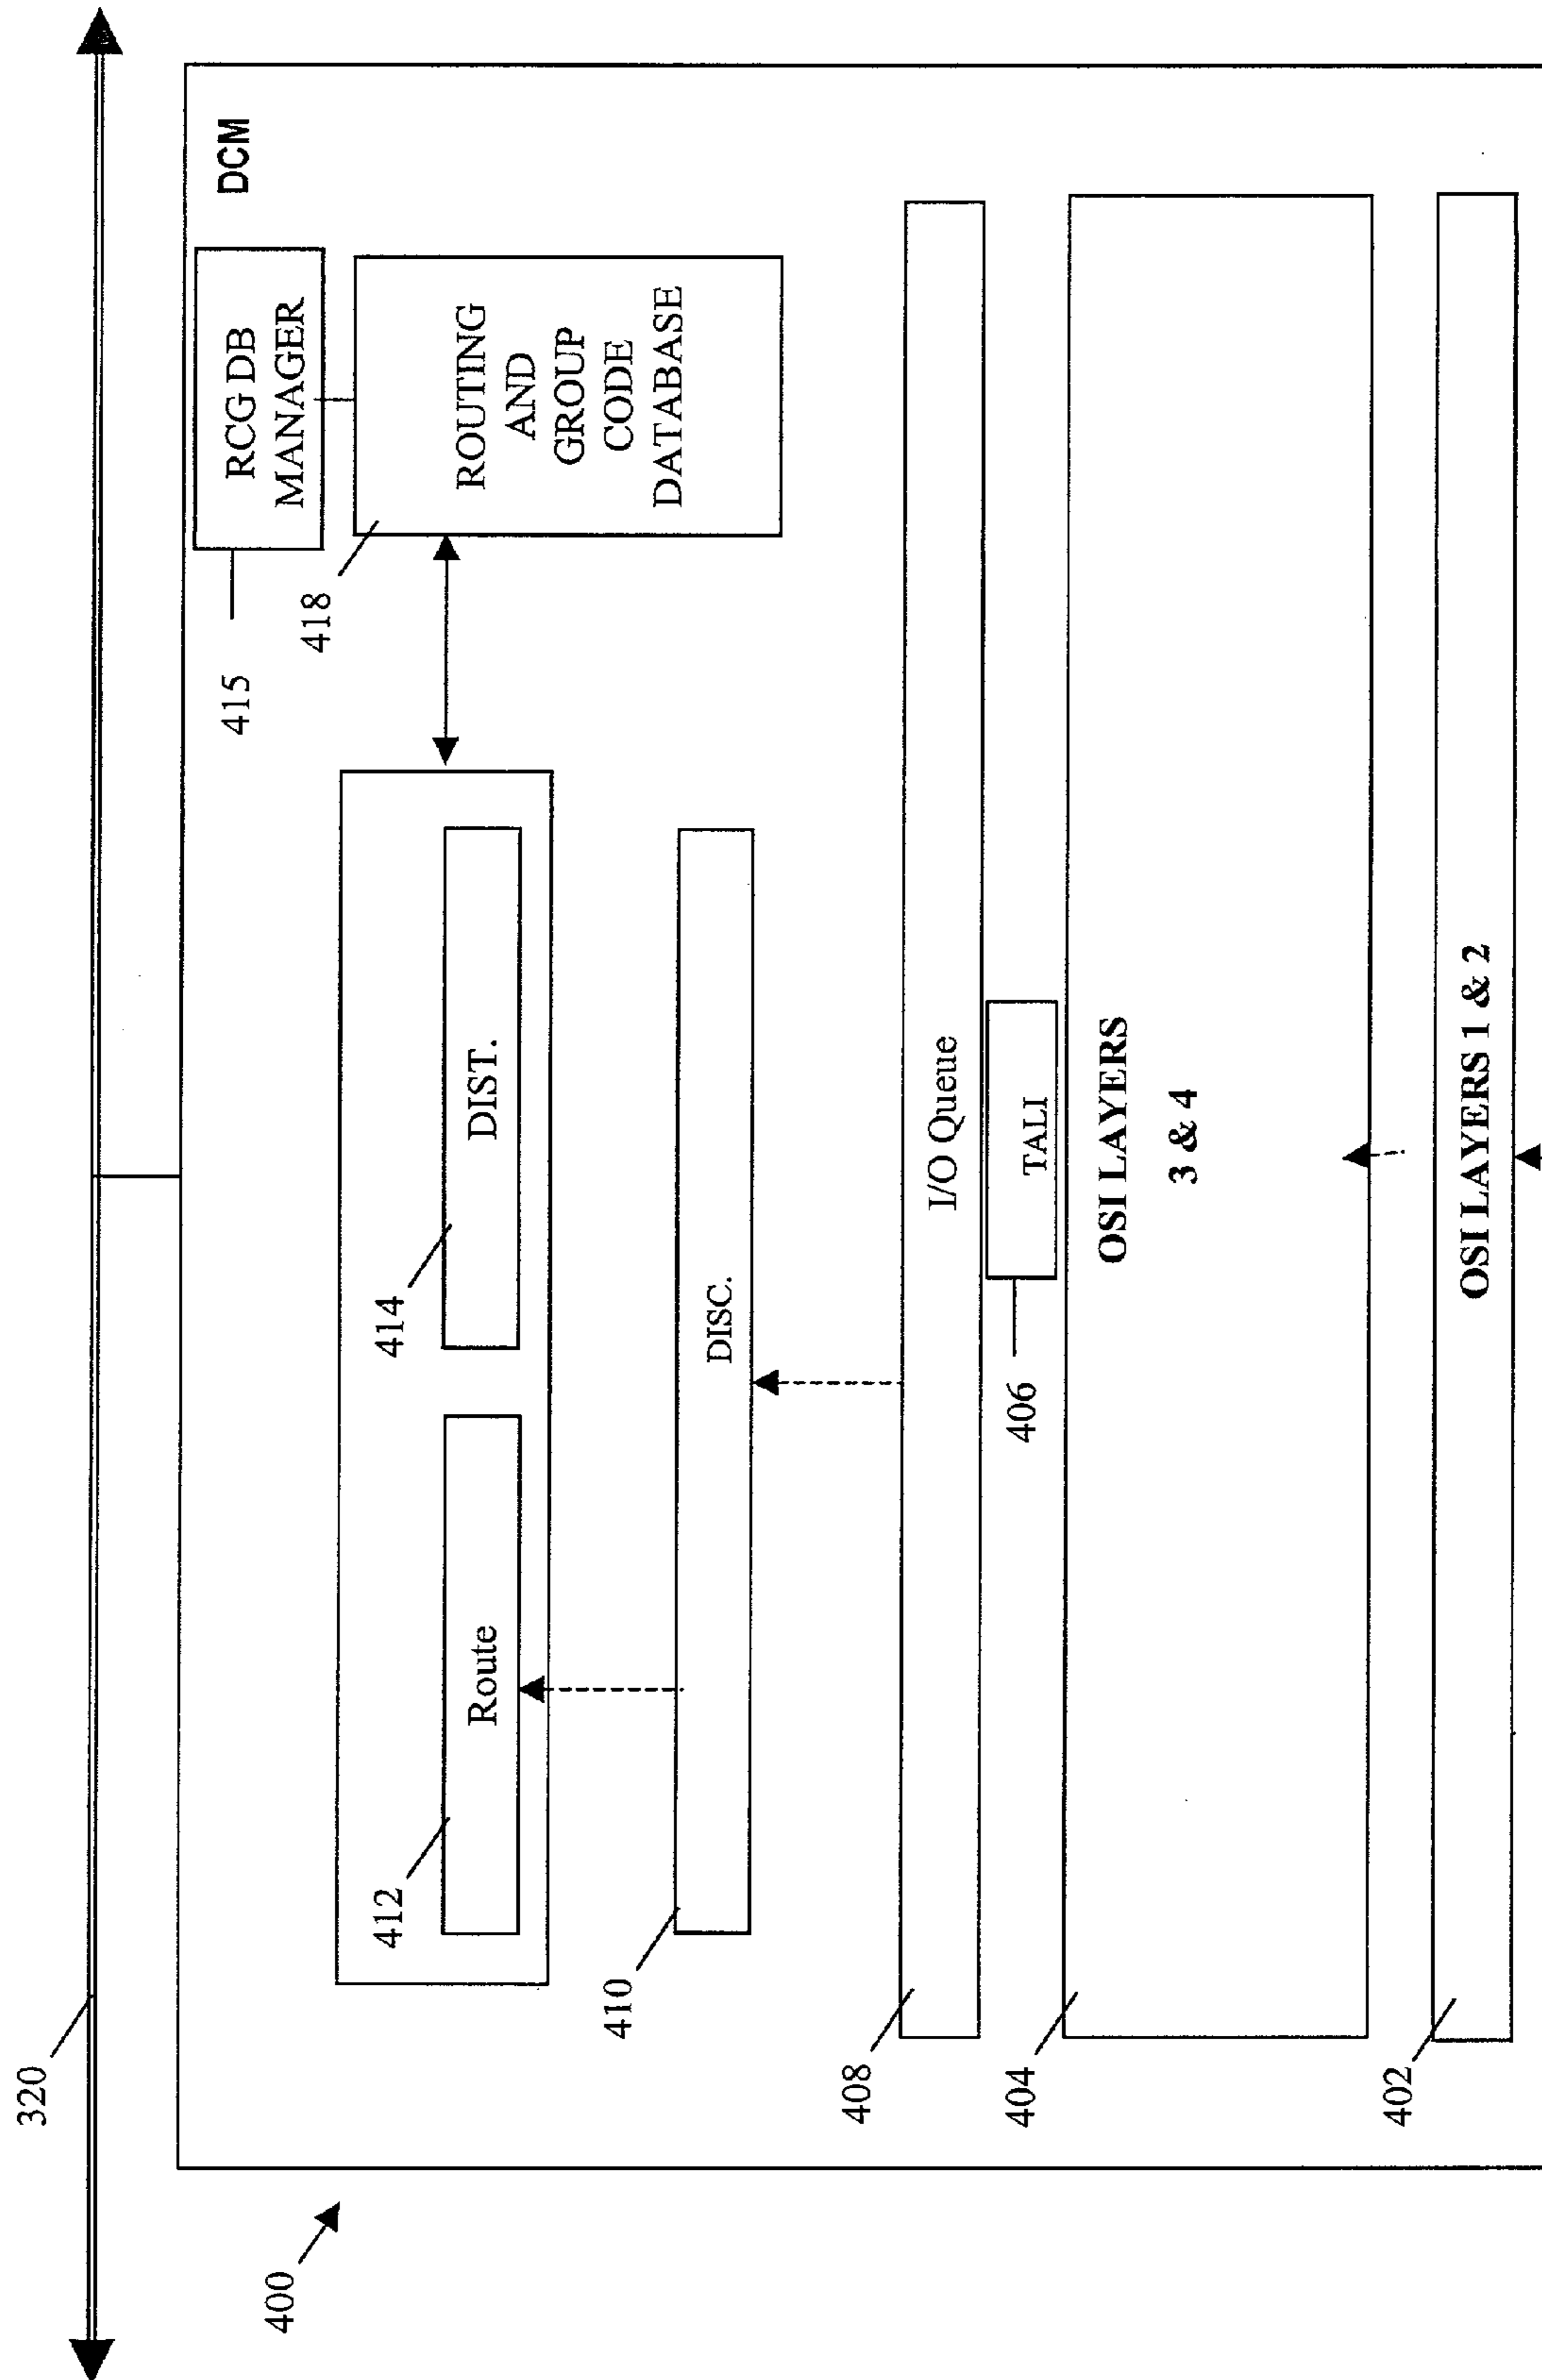 320
400
DCM
RCG DB
MANAGER
415
ROUTING
AND
GROUP
CODE
DATABASE
418
412
Route
414
DIST.
410
DISC.
408
I/O Queue
406
TALI
404
OSI LAYERS
3 & 4
402
OSI LAYERS 1 & 2